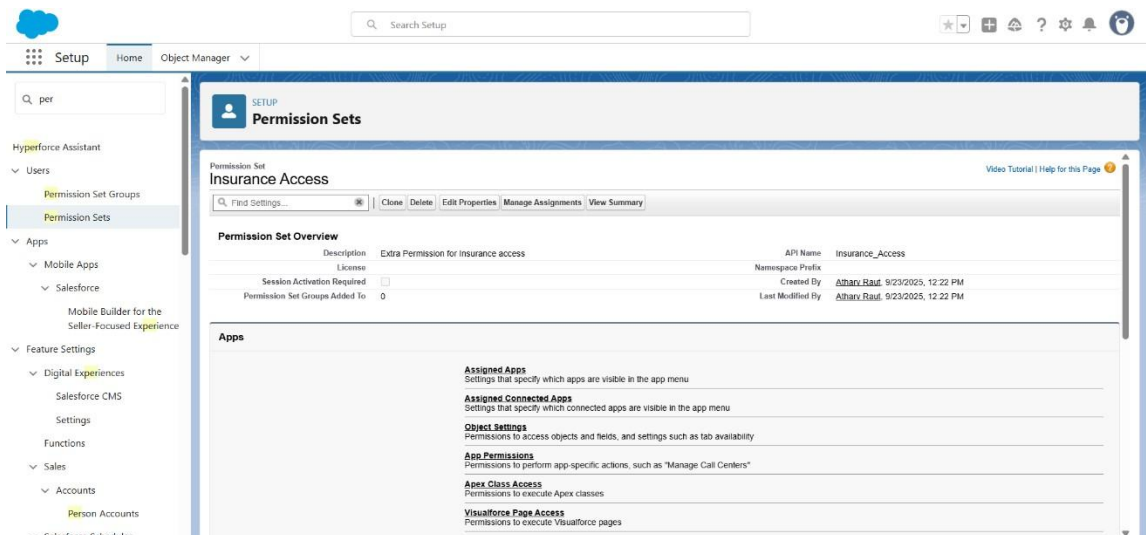 Search Setup
Setup Home Object Manager
per
Hyperforce Assistant
Users
Permission Set Groups
Permission Sets
Apps
Mobile Apps
Salesforce
Mobile Builder for the
Seller-Focused Experience
Feature Settings
Digital Experiences
Salesforce CMS
Settings
Functions
Sales
Accounts
Person Accounts
SETUP
Permission Sets
Permission Set
Insurance Access
Video Tutorial | Help for this Page
Find Settings... | Clone Delete Edit Properties Manage Assignments View Summary
Permission Set Overview
Description Extra Permission for Insurance access API Name Insurance_Access
License Namespace Prefix
Session Activation Required Created By Atharv Raut, 9/23/2025, 12:22 PM
Permission Set Groups Added To 0 Last Modified By Atharv Raut, 9/23/2025, 12:22 PM
Apps
Assigned Apps
Settings that specify which apps are visible in the app menu
Assigned Connected Apps
Settings that specify which connected apps are visible in the app menu
Object Settings
Permissions to access objects and fields, and settings such as tab availability
App Permissions
Permissions to perform app-specific actions, such as "Manage Call Centers"
Apex Class Access
Permissions to execute Apex classes
Visualforce Page Access
Permissions to execute Visualforce pages